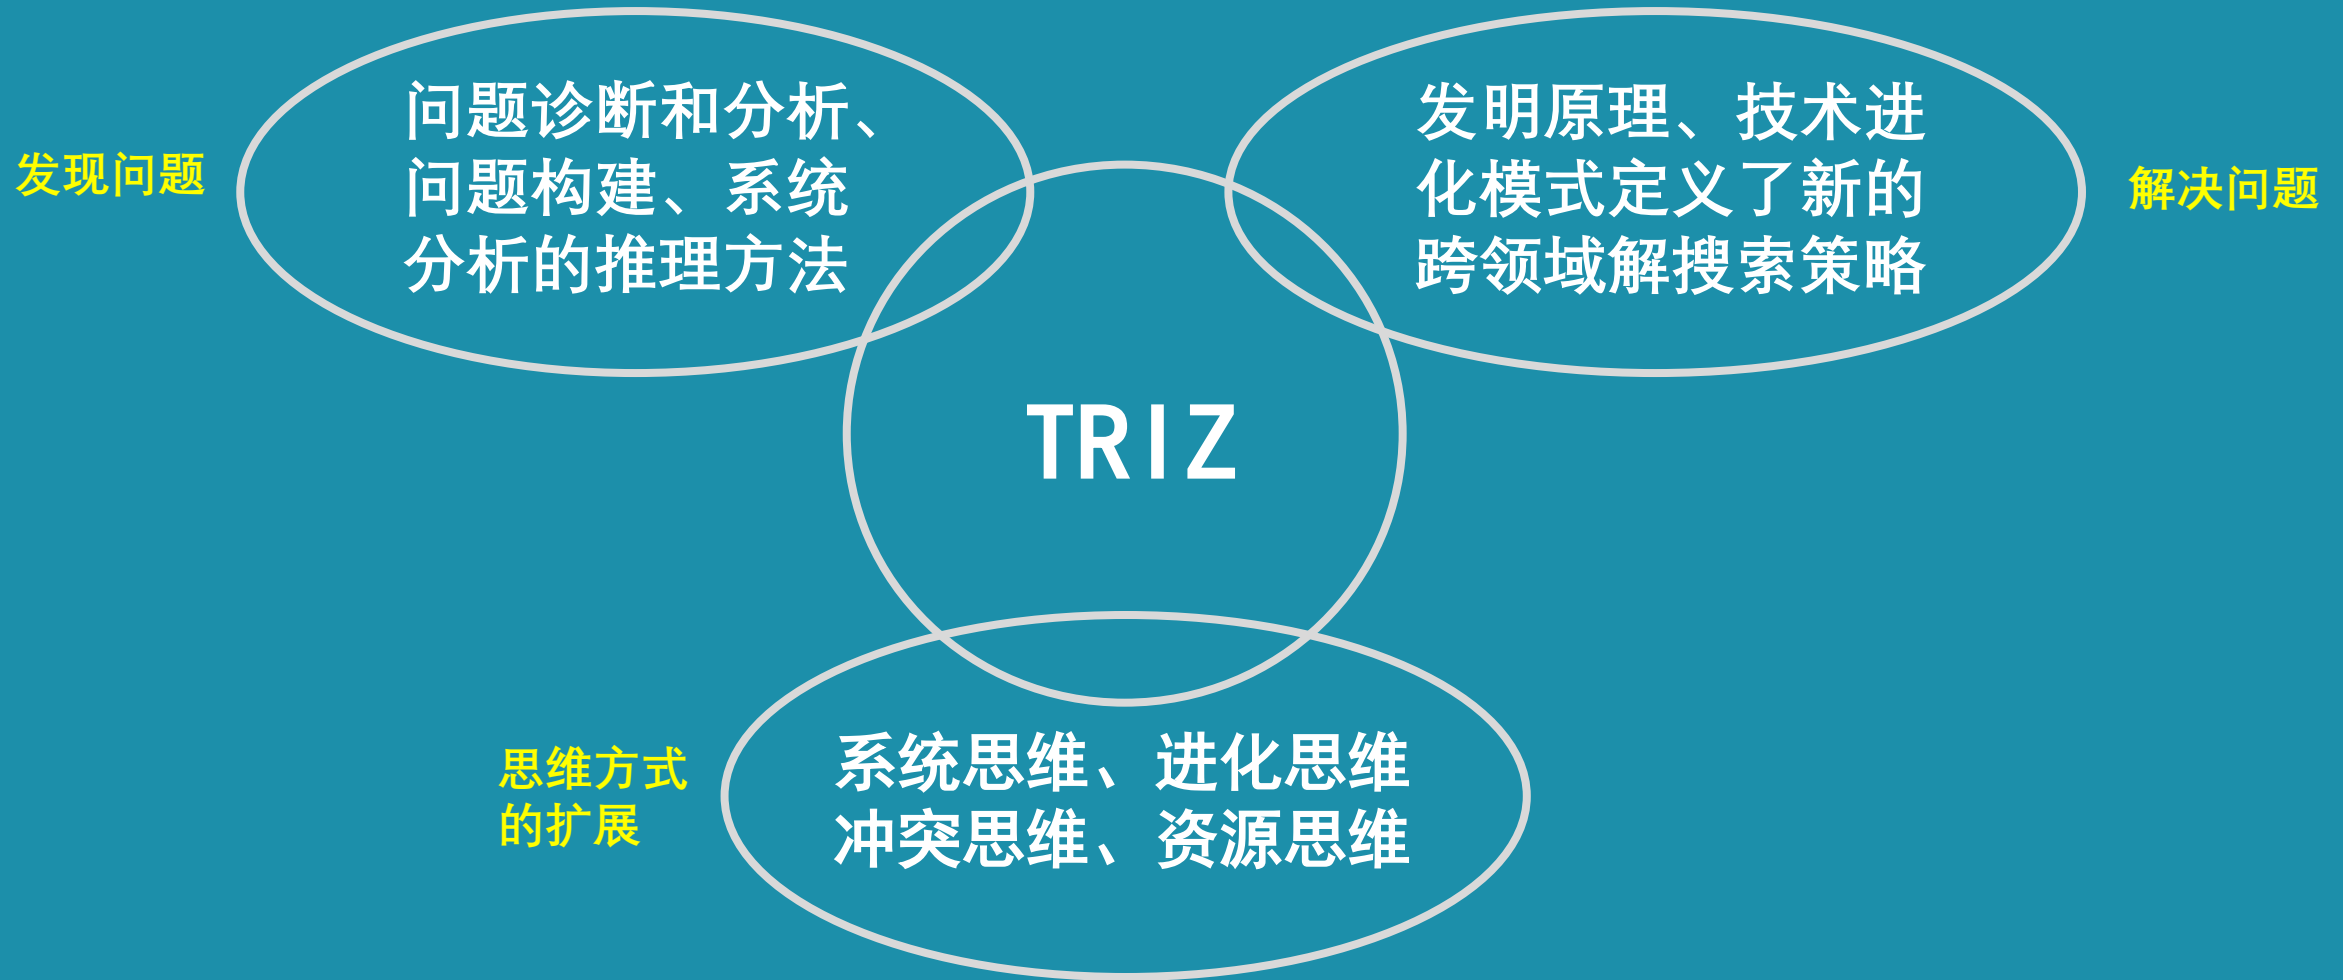 发现问题
问题诊断和分析、
问题构建、系统
分析的推理方法
发明原理、技术进
化模式定义了新的
跨领域解搜索策略
解决问题
TRIZ
思维方式
的扩展
系统思维、进化思维
冲突思维、资源思维